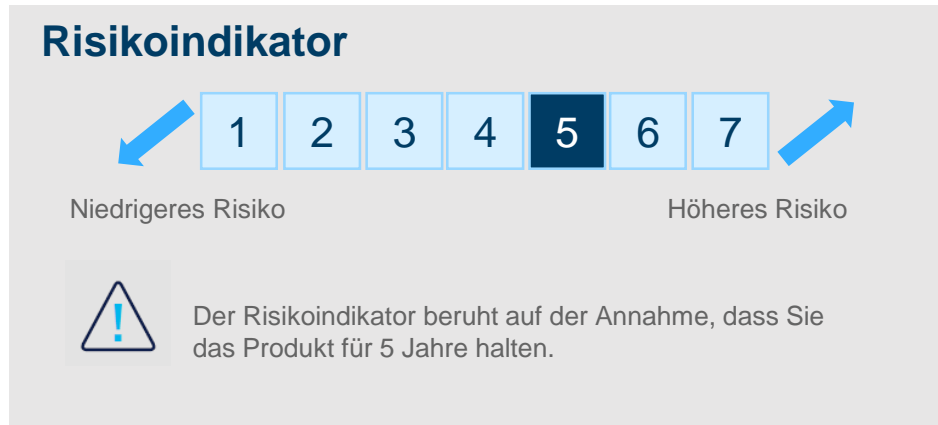 Risikoindikator
1 2 3 4 5 6 7
Niedrigeres Risiko Höheres Risiko
!
Der Risikoindikator beruht auf der Annahme, dass Sie
das Produkt für 5 Jahre halten.